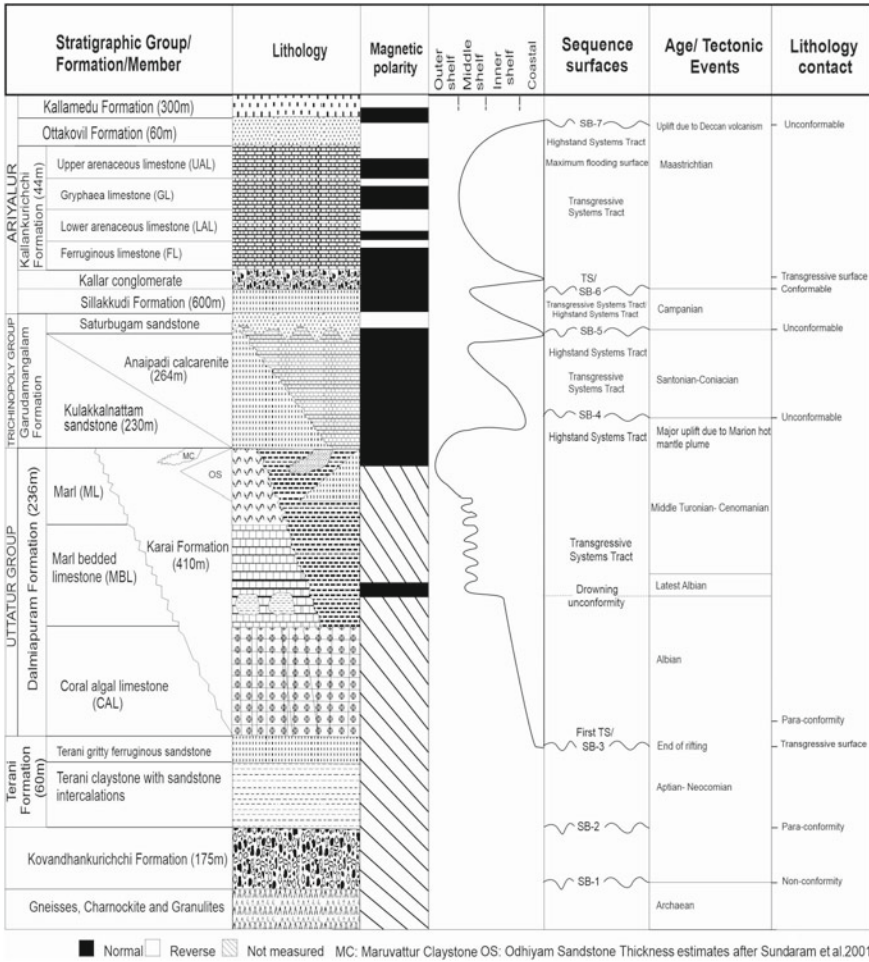 Stratigraphic Group/
Formation/Member
Lithology
Magnetic
polarity
Outer
shelf
Middle
shelf
Inner
shelf
Coastal
Sequence
surfaces
Age/ Tectonic
Events
Lithology
contact
ARIYALUR
Kallamedu Formation (300m)
Ottakovil Formation (60m)
Kallankurichchi
Formation (44m)
Upper arenaceous limestone (UAL)
Gryphaea limestone (GL)
Lower arenaceous limestone (LAL)
Ferruginous limestone (FL)
Kallar conglomerate
Sillakkudi Formation (600m)
TRICHINOPOLY GROUP
Garudamangalam
Formation
Saturbugam sandstone
Anaipadi calcarenite
(264m)
Kulakkalnattam
sandstone (230m)
UTTATUR GROUP
Dalmiapuram Formation (236m)
MC
OS
Marl (ML)
Karai Formation
(410m)
Marl bedded
limestone (MBL)
Coral algal limestone
(CAL)
Terani
Formation
(60m)
Terani gritty ferruginous sandstone
Terani claystone with sandstone
intercalations
Kovandhankurichchi Formation (175m)
Gneisses, Charnockite and Granulites
SB-7
Highstand Systems Tract
Maximum flooding surface
Transgressive
Systems Tract
TS/
SB-6
Transgressive Systems Tract/
Highstand Systems Tract
SB-5
Highstand Systems Tract
Transgressive
Systems Tract
SB-4
Highstand Systems Tract
Transgressive
Systems Tract
Drowning
unconformity
First TS/
SB-3
SB-2
SB-1
Uplift due to Deccan volcanism
Maastrichtian
Campanian
Santonian-Coniacian
Major uplift due to Marion hot
mantle plume
Middle Turonian- Cenomanian
Latest Albian
Albian
End of rifting
Aptian- Neocomian
Archaean
Unconformable
Transgressive surface
Conformable
Unconformable
Unconformable
Para-conformity
Transgressive surface
Para-conformity
Non-conformity
Normal Reverse Not measured MC: Maruvattur Claystone OS: Odhiyam Sandstone Thickness estimates after Sundaram et al.2001